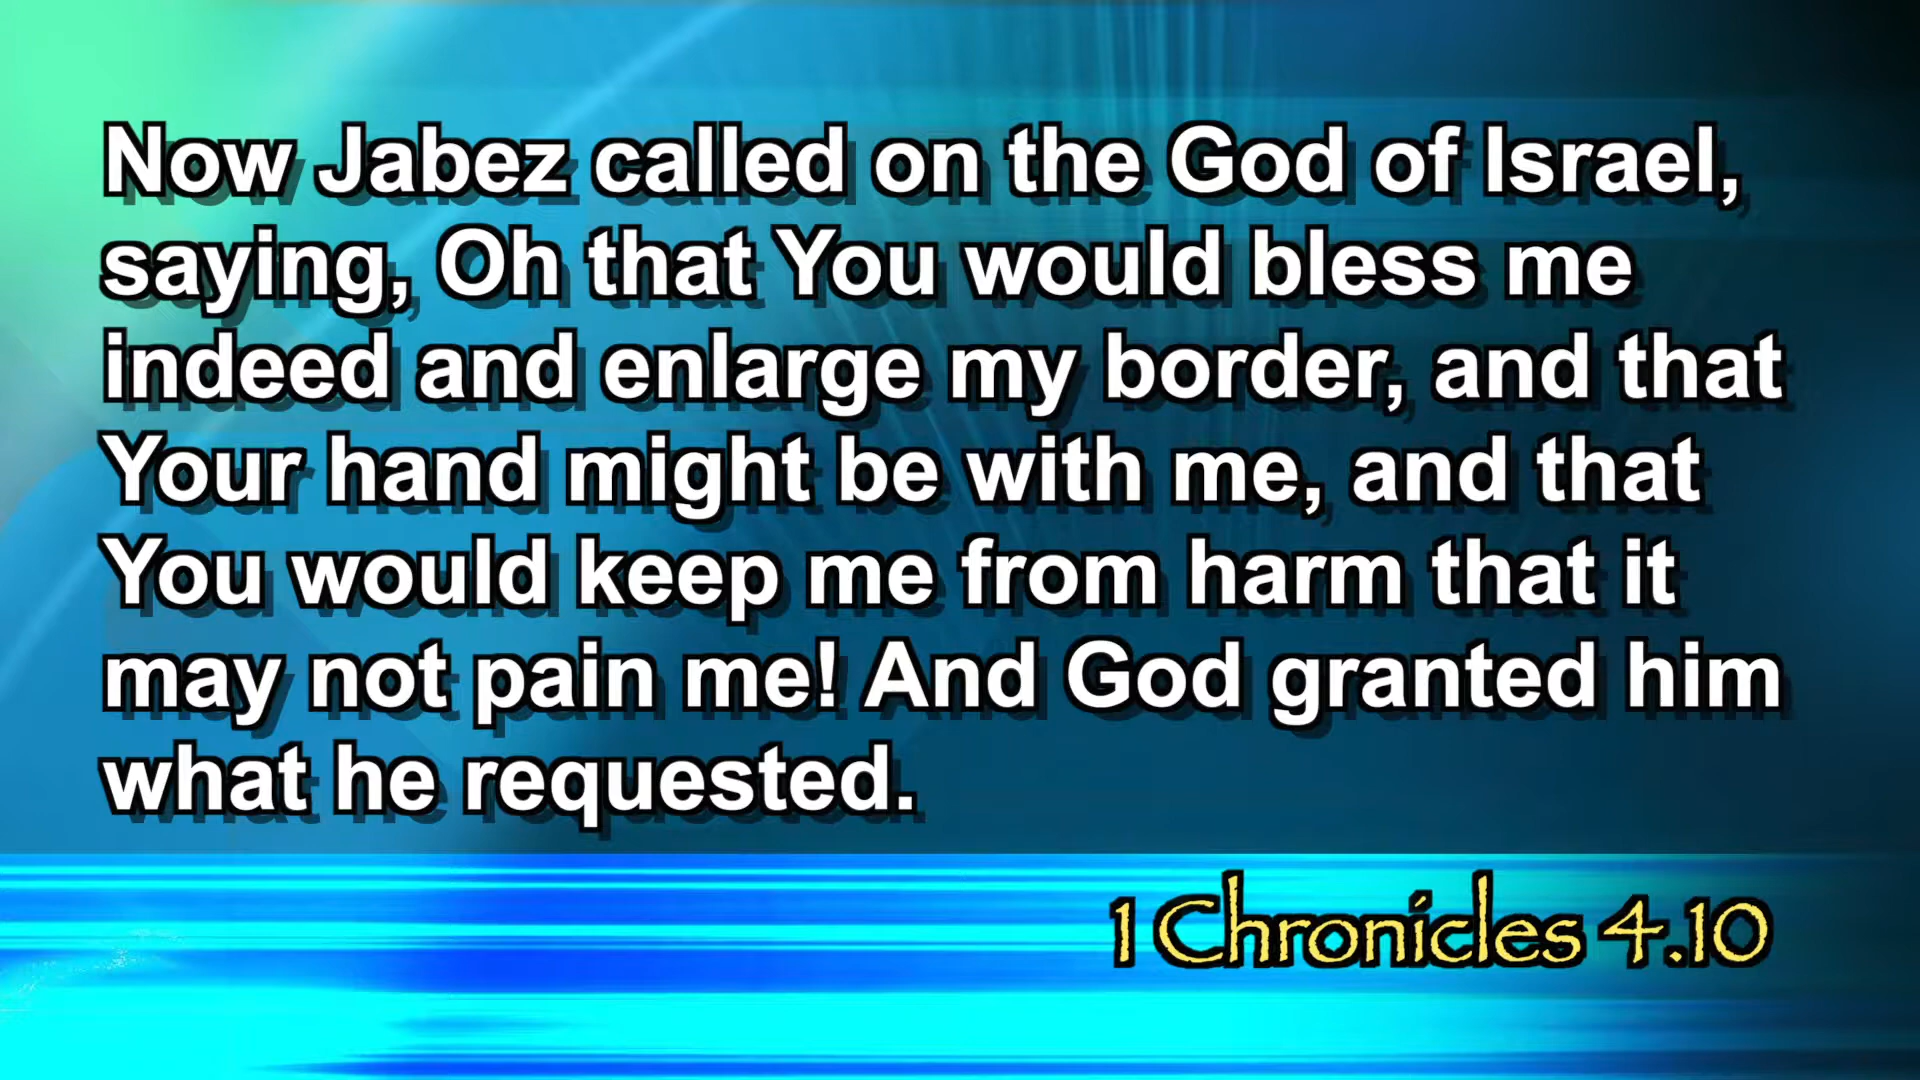 Now Jabez called on the God of Israel,
saying, Oh that You would bless me
indeed and enlarge my border, and that
Your hand might be with me, and that
You would keep me from harm that it
may not pain me! And God granted him
what he requested.
1 Chronicles 4.10